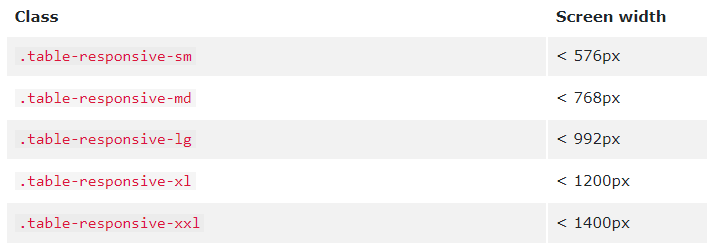 Class Screen width
.table-responsive-sm < 576px
.table-responsive-md < 768px
.table-responsive-lg < 992px
.table-responsive-xl < 1200px
.table-responsive-xxl < 1400px